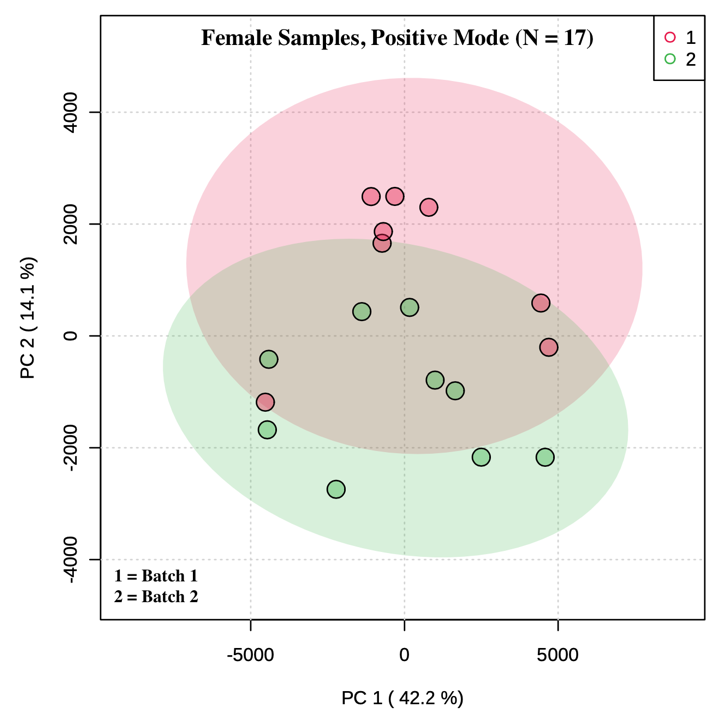 Female Samples, Positive Mode (N = 17)
1
2
4000
2000
0
-2000
-4000
PC 2 ( 14.1 %)
1 = Batch 1
2 = Batch 2
-5000 0 5000
PC 1 ( 42.2 %)